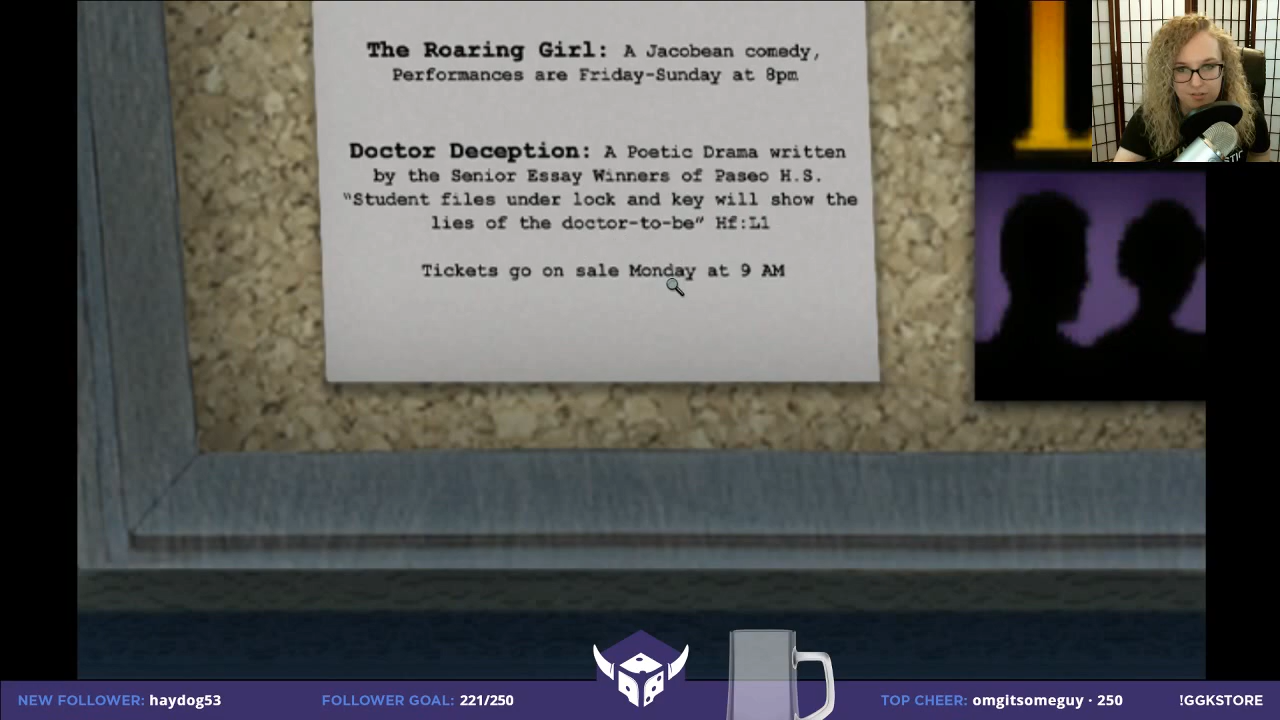 The Roaring Girl: A Jacobean comedy,
Performances are Friday-Sunday at 8pm
Doctor Deception: A Poetic Drama written
by the Senior Essay Winners of Paseo H.S.
"Student files under lock and key will show the
lies of the doctor-to-be" Hf:L1
Tickets go on sale Monday at 9 AM
NEW FOLLOWER: haydog53
FOLLOWER GOAL: 221/250
TOP CHEER: omgitsomeguy · 250
!GGKSTORE